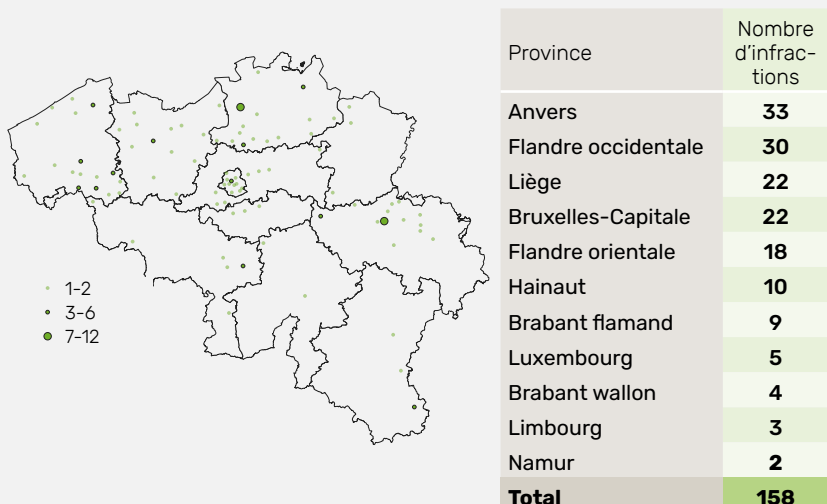 1-2
3-6
7-12
Province
Nombre
d'infrac-
tions
Anvers 33
Flandre occidentale 30
Liège 22
Bruxelles-Capitale 22
Flandre orientale 18
Hainaut 10
Brabant flamand 9
Luxembourg 5
Brabant wallon 4
Limbourg 3
Namur 2
Total 158